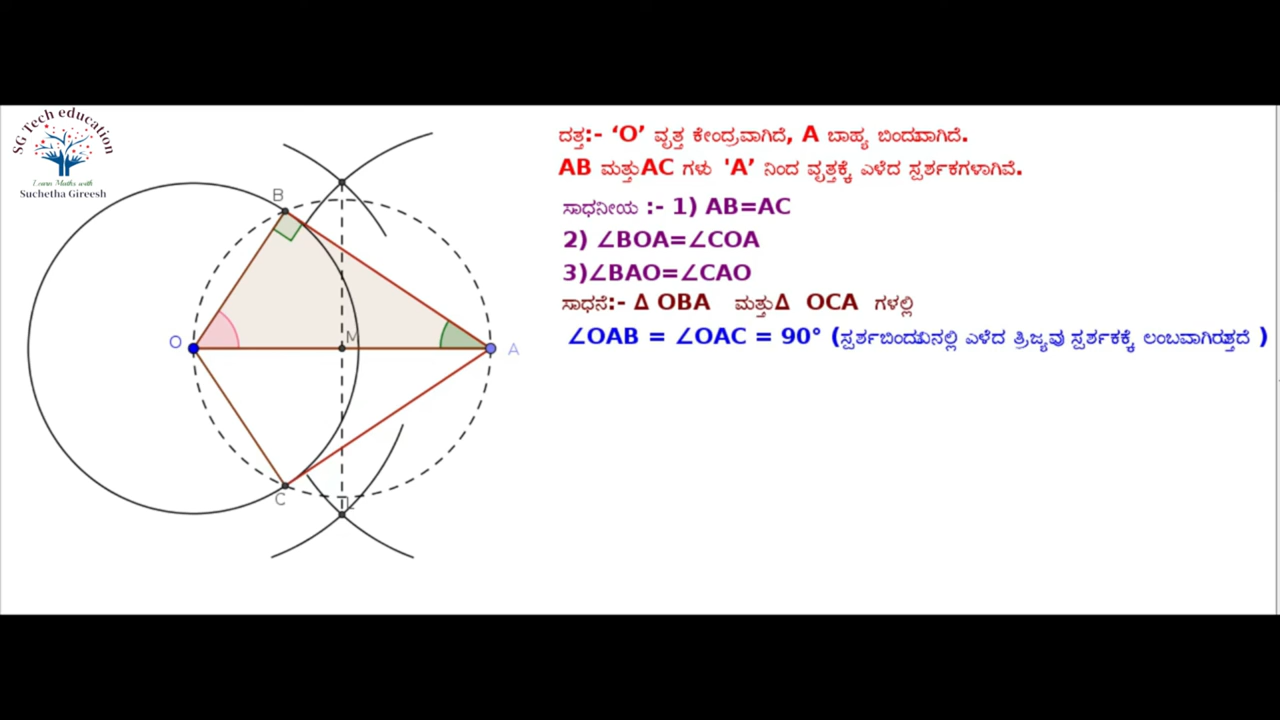 SG Tech education
Learn Maths with
Suchetha Gireesh
ದತ್ತ:- ‘O’ ವೃತ್ತ ಕೇಂದ್ರವಾಗಿದೆ, A ಬಾಹ್ಯ ಬಿಂದುವಾಗಿದೆ.
AB ಮತ್ತು AC ಗಳು 'A’ ನಿಂದ ವೃತ್ತಕ್ಕೆ ಎಳೆದ ಸ್ಪರ್ಶಕಗಳಾಗಿವೆ.
ಸಾಧನೀಯ :- 1) AB=AC
2) ∠BOA=∠COA
3)∠BAO=∠CAO
ಸಾಧನೆ:- Δ OBA ಮತ್ತು Δ OCA ಗಳಲ್ಲಿ
∠OAB = ∠OAC = 90° (ಸ್ಪರ್ಶಬಿಂದುವಿನಲ್ಲಿ ಎಳೆದ ತ್ರಿಜ್ಯವು ಸ್ಪರ್ಶಕಕ್ಕೆ ಲಂಬವಾಗಿರುತ್ತದೆ )
B
O
M
A
C
L